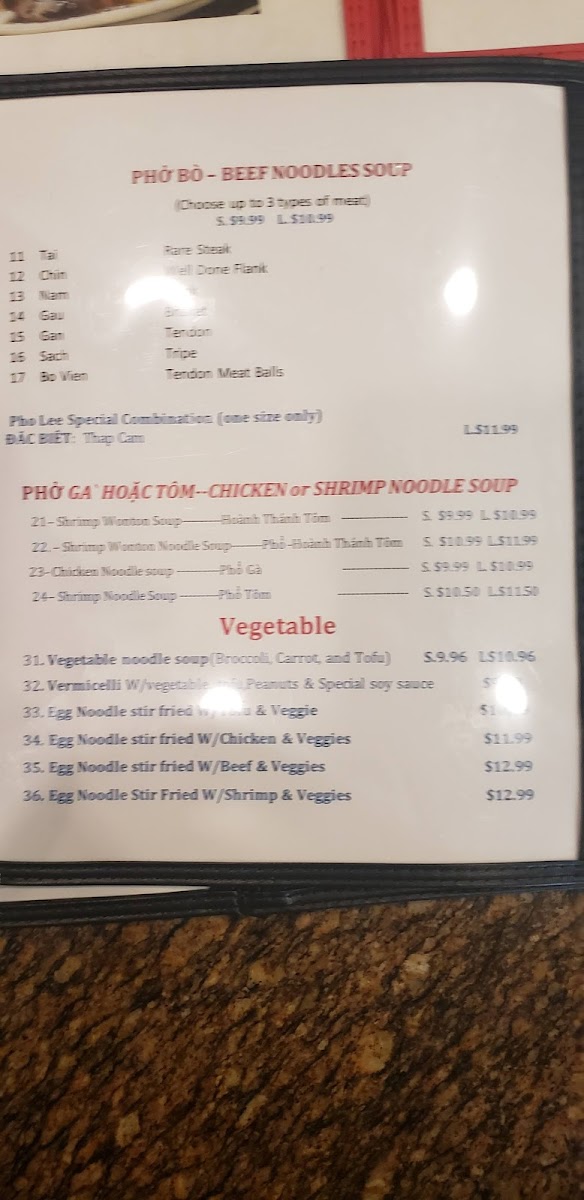 PHỞ BÒ – BEEF NOODLES SOUP
(Choose up to 3 types of meat)
S. $9.99 L. $10.99
11 Tai Rare Steak
12 Chin Well Done Flank
13 Nam
14 Gau
15 Gan Tendon
16 Sach Tripe
17 Bo Vien Tendon Meat Balls
Pho Lee Special Combination (one size only)
ĐẶC BIỆT: Thap Cam L$11.99
PHỞ GA` HOẶC TÔM--CHICKEN or SHRIMP NOODLE SOUP
21– Shrimp Wonton Soup----------Hoành Thánh Tôm ---------------- S. $9.99 L. $10.99
22. – Shrimp Wonton Noodle Soup-------Phở-Hoành Thánh Tôm S. $10.99 L$11.99
23–Chicken Noodle soup ----------Phở Gà ---------------- S. $9.99 L. $10.99
24– Shrimp Noodle Soup ---------Phở Tôm ---------------- S. $10.50 L$11.50
Vegetable
31. Vegetable noodle soup(Broccoli, Carrot, and Tofu) S.9.96 L$10.96
32. Vermicelli W/vegetable Peanuts & Special soy sauce
33. Egg Noodle stir fried & Veggie
34. Egg Noodle stir fried W/Chicken & Veggies $11.99
35. Egg Noodle stir fried W/Beef & Veggies $12.99
36. Egg Noodle Stir Fried W/Shrimp & Veggies $12.99